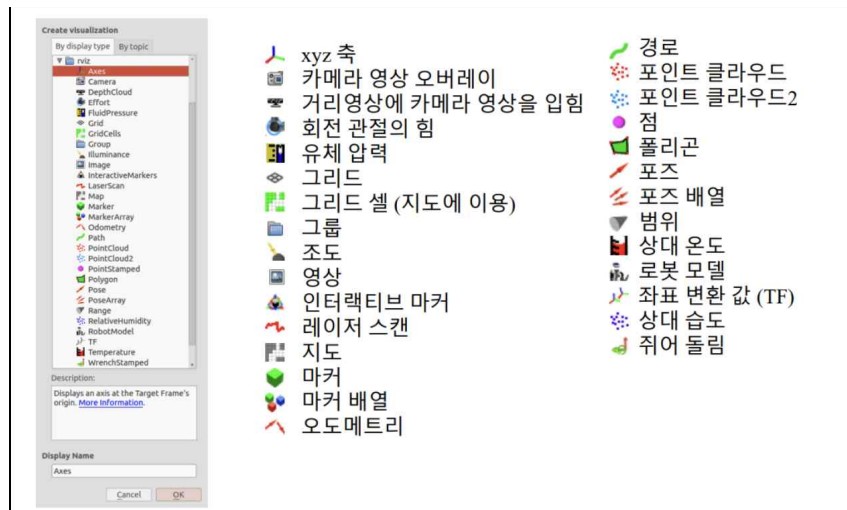 Create visualization
By display type By topic
rviz
Axes
Camera
DepthCloud
Effort
FluidPressure
Grid
GridCells
Group
Illuminance
Image
InteractiveMarkers
LaserScan
Map
Marker
MarkerArray
Odometry
Path
PointCloud
PointCloud2
PointStamped
Polygon
Pose
PoseArray
Range
RelativeHumidity
RobotModel
TF
Temperature
WrenchStamped
Description:
Displays an axis at the Target Frame's
origin. More Information.
Display Name
Axes
Cancel OK
xyz 축
카메라 영상 오버레이
거리영상에 카메라 영상을 입힘
회전 관절의 힘
유체 압력
그리드
그리드 셀 (지도에 이용)
그룹
조도
영상
인터랙티브 마커
레이저 스캔
지도
마커
마커 배열
오도메트리
경로
포인트 클라우드
포인트 클라우드2
점
폴리곤
포즈
포즈 배열
범위
상대 온도
로봇 모델
좌표 변환 값 (TF)
상대 습도
쥐어 돌림